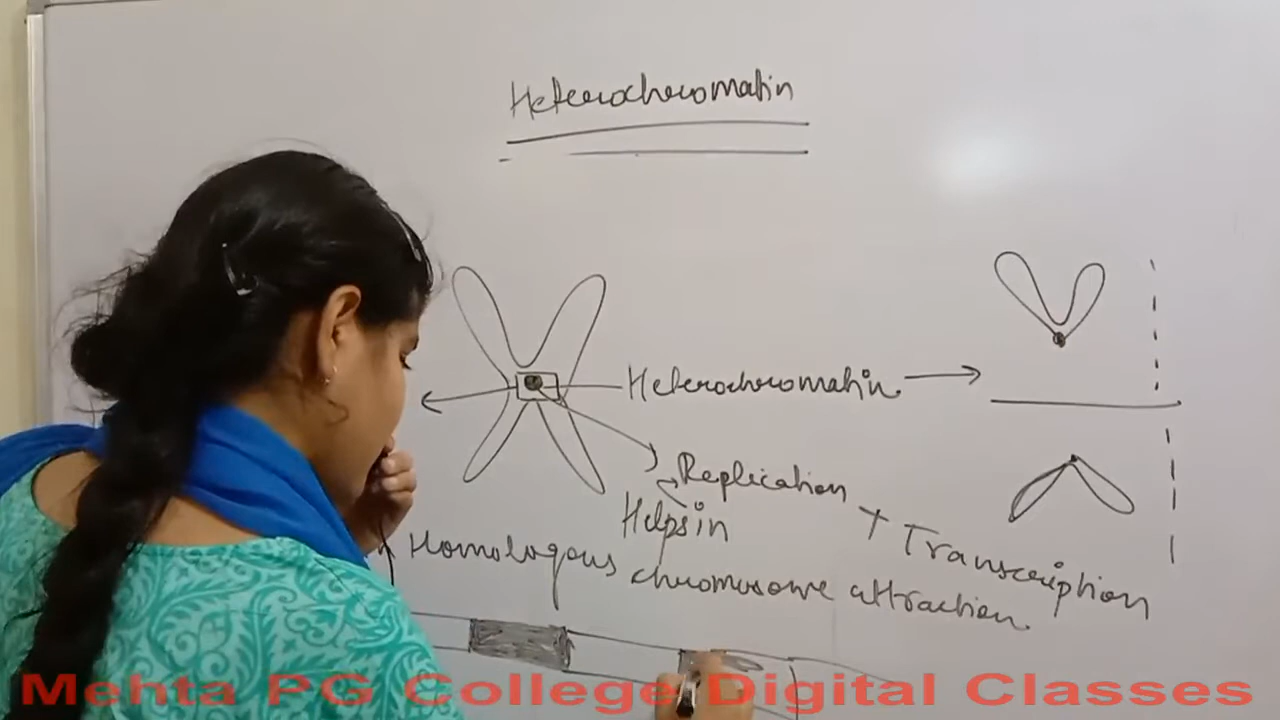 Heterochromatin
Heterochromatin
Replication
Helps in
+ Transcription
Homologous chromosome attraction
Mehta PG College Digital Classes